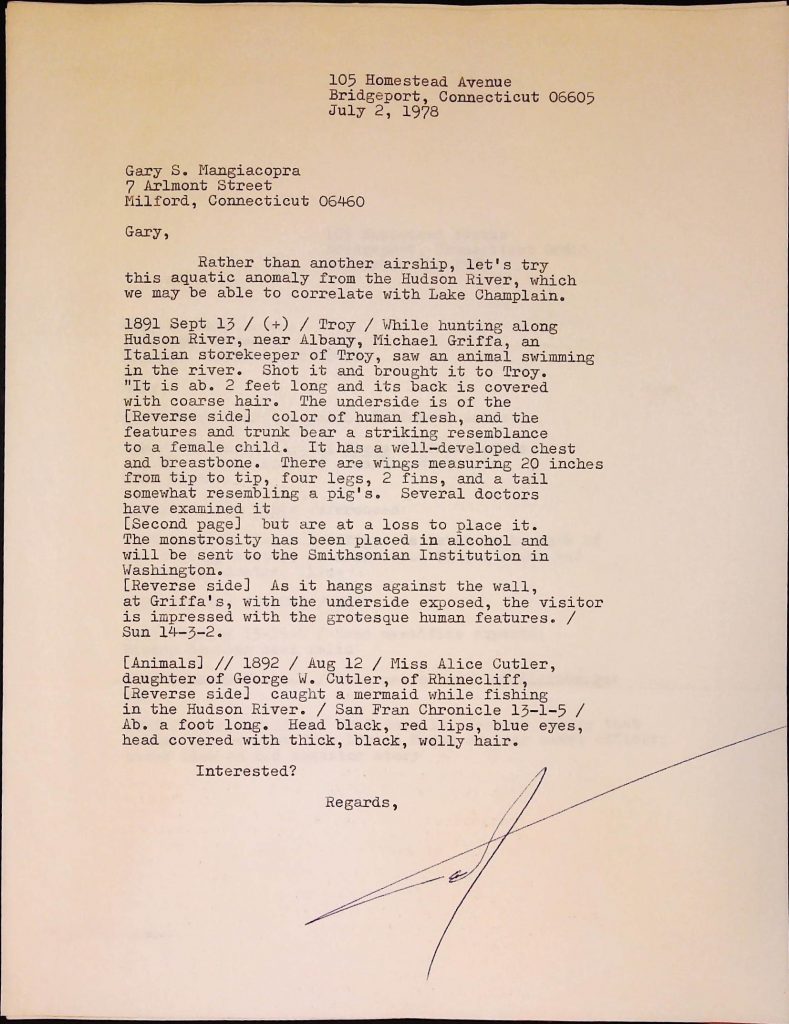 105 Homestead Avenue
Bridgeport, Connecticut 06605
July 2, 1978
Gary S. Mangiacopra
7 Arlmont Street
Milford, Connecticut 06460
Gary,
Rather than another airship, let's try
this aquatic anomaly from the Hudson River, which
we may be able to correlate with Lake Champlain.
1891 Sept 13 / (+) / Troy / While hunting along
Hudson River, near Albany, Michael Griffa, an
Italian storekeeper of Troy, saw an animal swimming
in the river. Shot it and brought it to Troy.
"It is ab. 2 feet long and its back is covered
with coarse hair. The underside is of the
[Reverse side] color of human flesh, and the
features and trunk bear a striking resemblance
to a female child. It has a well-developed chest
and breastbone. There are wings measuring 20 inches
from tip to tip, four legs, 2 fins, and a tail
somewhat resembling a pig's. Several doctors
have examined it
[Second page] but are at a loss to place it.
The monstrosity has been placed in alcohol and
will be sent to the Smithsonian Institution in
Washington.
[Reverse side] As it hangs against the wall,
at Griffa's, with the underside exposed, the visitor
is impressed with the grotesque human features. /
Sun 14-3-2.
[Animals] // 1892 / Aug 12 / Miss Alice Cutler,
daughter of George W. Cutler, of Rhinecliff,
[Reverse side] caught a mermaid while fishing
in the Hudson River. / San Fran Chronicle 13-1-5 /
Ab. a foot long. Head black, red lips, blue eyes,
head covered with thick, black, wolly hair.
Interested?
Regards,